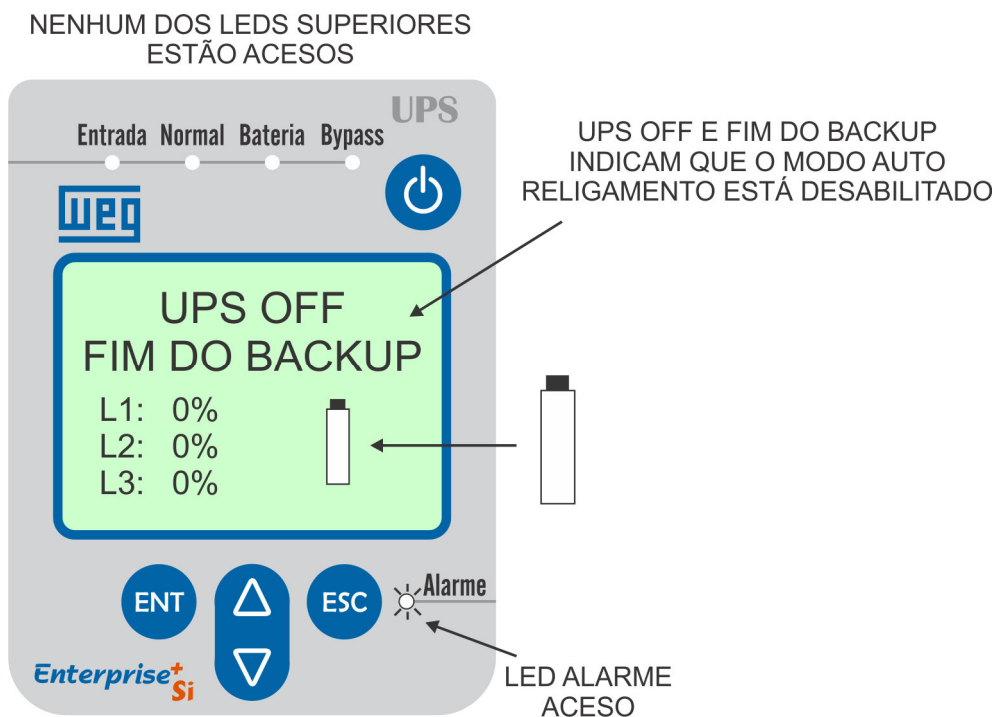 NENHUM DOS LEDS SUPERIORES
ESTÃO ACESOS
UPS
Entrada Normal Bateria Bypass
weg
UPS OFF E FIM DO BACKUP
INDICAM QUE O MODO AUTO
RELIGAMENTO ESTÁ DESABILITADO
UPS OFF
FIM DO BACKUP
L1: 0%
L2: 0%
L3: 0%
ENT
ESC
Alarme
Enterprise+
Si
LED ALARME
ACESO